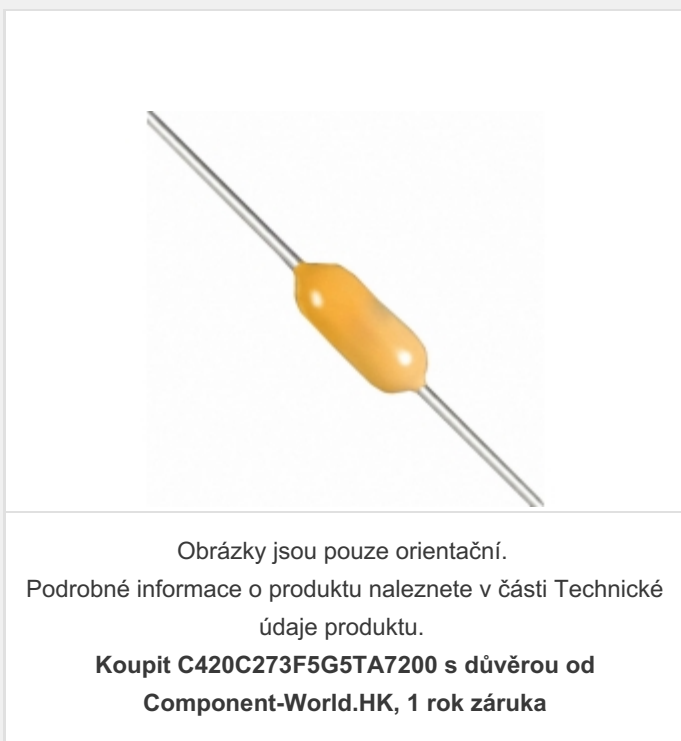 Obrázky jsou pouze orientační.
Podrobné informace o produktu naleznete v části Technické
údaje produktu.
Koupit C420C273F5G5TA7200 s důvěrou od
Component-World.HK, 1 rok záruka